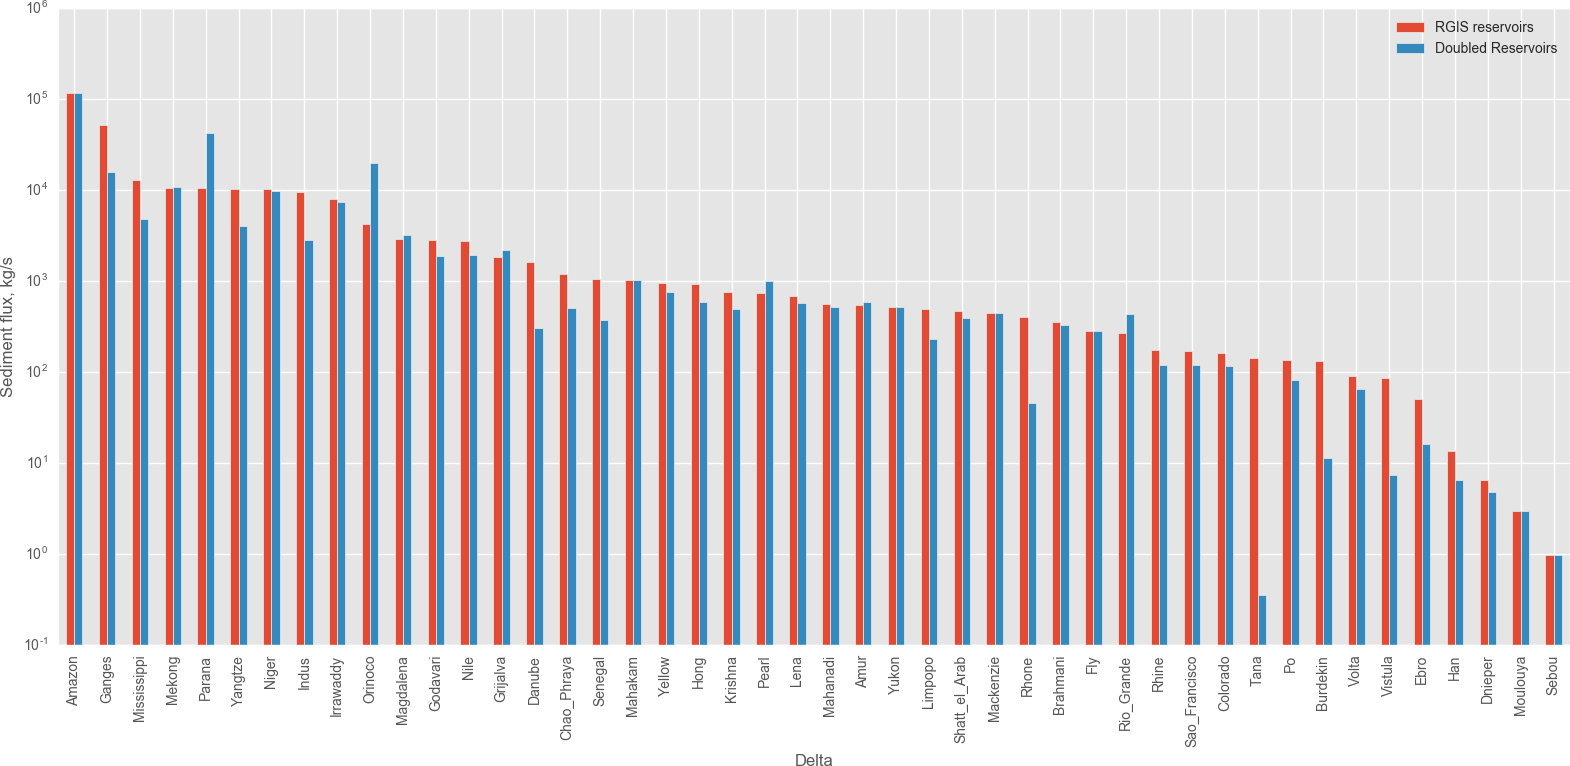 RGIS reservoirs
Doubled Reservoirs
Sediment flux, kg/s
10^6
10^5
10^4
10^3
10^2
10^1
10^0
10^-1
Amazon
Ganges
Mississippi
Mekong
Parana
Yangtze
Niger
Indus
Irrawaddy
Orinoco
Magdalena
Godavari
Nile
Grijalva
Danube
Chao_Phraya
Senegal
Mahakam
Yellow
Hong
Krishna
Pearl
Lena
Mahanadi
Amur
Yukon
Limpopo
Shatt_el_Arab
Mackenzie
Rhone
Brahmani
Fly
Rio_Grande
Rhine
Sao_Francisco
Colorado
Tana
Po
Burdekin
Volta
Vistula
Ebro
Han
Dnieper
Moulouya
Sebou
Delta